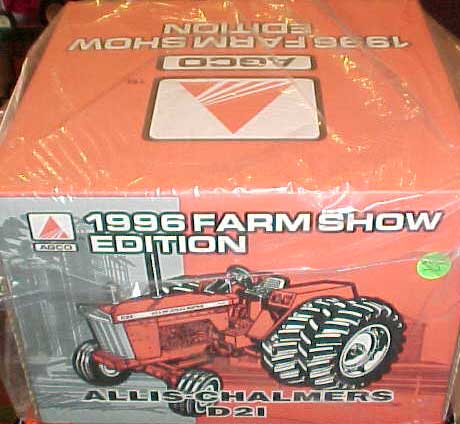 1996 FARM SHOW
EDITION
AGCO
AGCO
1996 FARM SHOW
EDITION
ALLIS-CHALMERS
D21